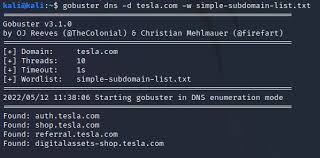 kali@kali:~$ gobuster dns -d tesla.com -w simple-subdomain-list.txt
Gobuster v3.1.0
by OJ Reeves (@TheColonial) & Christian Mehlmauer (@firefart)
[+] Domain: tesla.com
[+] Threads: 10
[+] Timeout: 1s
[+] Wordlist: simple-subdomain-list.txt
2022/05/12 11:38:06 Starting gobuster in DNS enumeration mode
Found: auth.tesla.com
Found: shop.tesla.com
Found: referral.tesla.com
Found: digitalassets-shop.tesla.com